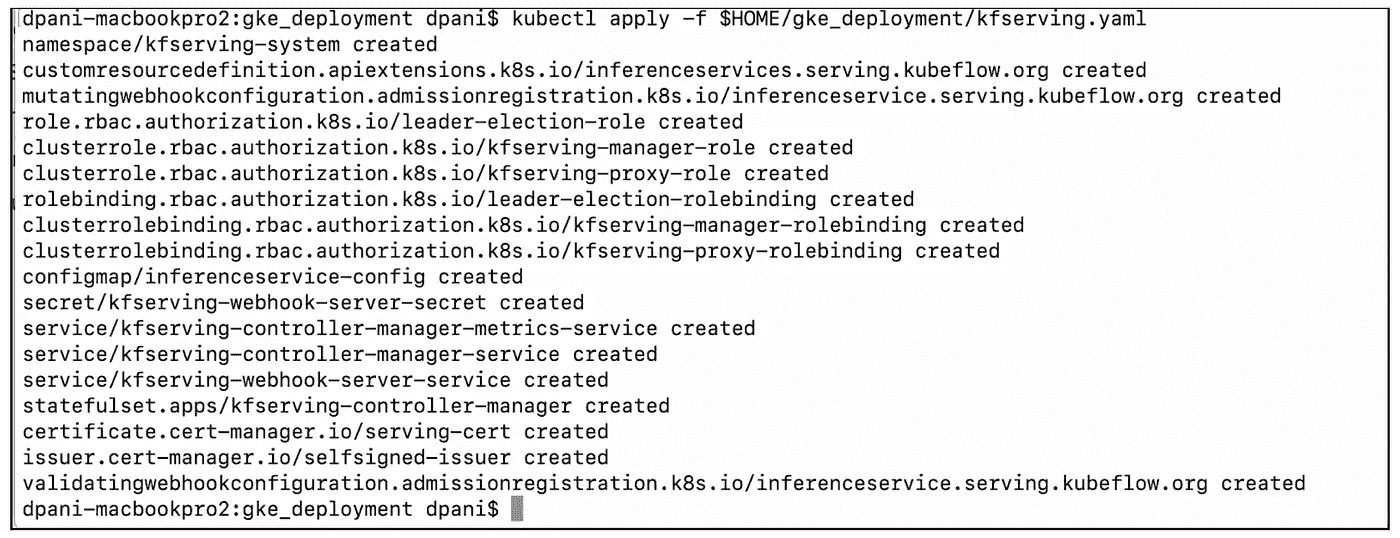 dpani-macbookpro2:gke_deployment dpani$ kubectl apply -f $HOME/gke_deployment/kfserving.yaml
namespace/kfserving-system created
customresourcedefinition.apiextensions.k8s.io/inferenceservices.serving.kubeflow.org created
mutatingwebhookconfiguration.admissionregistration.k8s.io/inferenceservice.serving.kubeflow.org created
role.rbac.authorization.k8s.io/leader-election-role created
clusterrole.rbac.authorization.k8s.io/kfserving-manager-role created
clusterrole.rbac.authorization.k8s.io/kfserving-proxy-role created
rolebinding.rbac.authorization.k8s.io/leader-election-rolebinding created
clusterrolebinding.rbac.authorization.k8s.io/kfserving-manager-rolebinding created
clusterrolebinding.rbac.authorization.k8s.io/kfserving-proxy-rolebinding created
configmap/inferenceservice-config created
secret/kfserving-webhook-server-secret created
service/kfserving-controller-manager-metrics-service created
service/kfserving-controller-manager-service created
service/kfserving-webhook-server-service created
statefulset.apps/kfserving-controller-manager created
certificate.cert-manager.io/serving-cert created
issuer.cert-manager.io/selfsigned-issuer created
validatingwebhookconfiguration.admissionregistration.k8s.io/inferenceservice.serving.kubeflow.org created
dpani-macbookpro2:gke_deployment dpani$